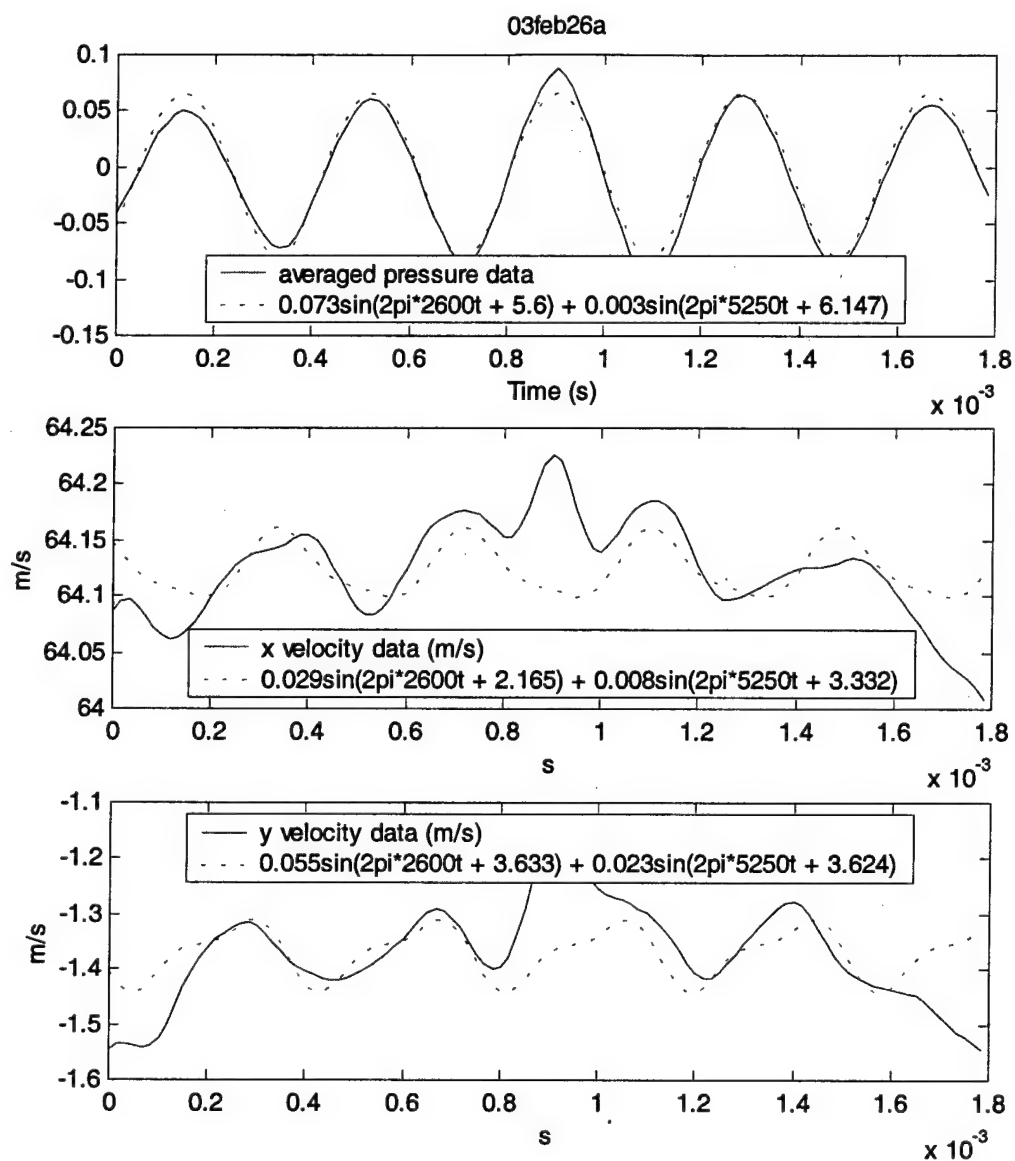 03feb26a
0.1
0.05
0
-0.05
-0.1
-0.15
averaged pressure data
0.073sin(2pi*2600t + 5.6) + 0.003sin(2pi*5250t + 6.147)
0 0.2 0.4 0.6 0.8 1 1.2 1.4 1.6 1.8
Time (s)
x 10-3
64.25
64.2
64.15
64.1
64.05
64
m/s
x velocity data (m/s)
0.029sin(2pi*2600t + 2.165) + 0.008sin(2pi*5250t + 3.332)
0 0.2 0.4 0.6 0.8 1 1.2 1.4 1.6 1.8
s
x 10-3
-1.1
-1.2
-1.3
-1.4
-1.5
-1.6
m/s
y velocity data (m/s)
0.055sin(2pi*2600t + 3.633) + 0.023sin(2pi*5250t + 3.624)
0 0.2 0.4 0.6 0.8 1 1.2 1.4 1.6 1.8
s
x 10-3